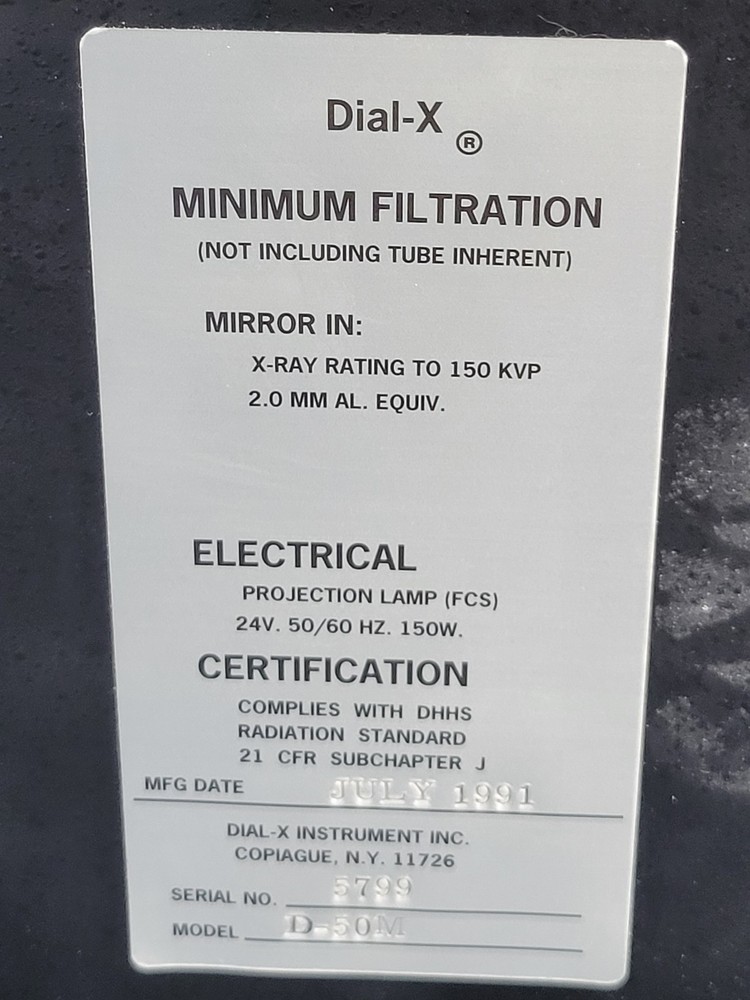 Dial-X ®
MINIMUM FILTRATION
(NOT INCLUDING TUBE INHERENT)
MIRROR IN:
X-RAY RATING TO 150 KVP
2.0 MM AL. EQUIV.
ELECTRICAL
PROJECTION LAMP (FCS)
24V. 50/60 HZ. 150W.
CERTIFICATION
COMPLIES WITH DHHS
RADIATION STANDARD
21 CFR SUBCHAPTER J
MFG DATE JULY 1991
DIAL-X INSTRUMENT INC.
COPIAGUE, N.Y. 11726
SERIAL NO. 5799
MODEL D-50M